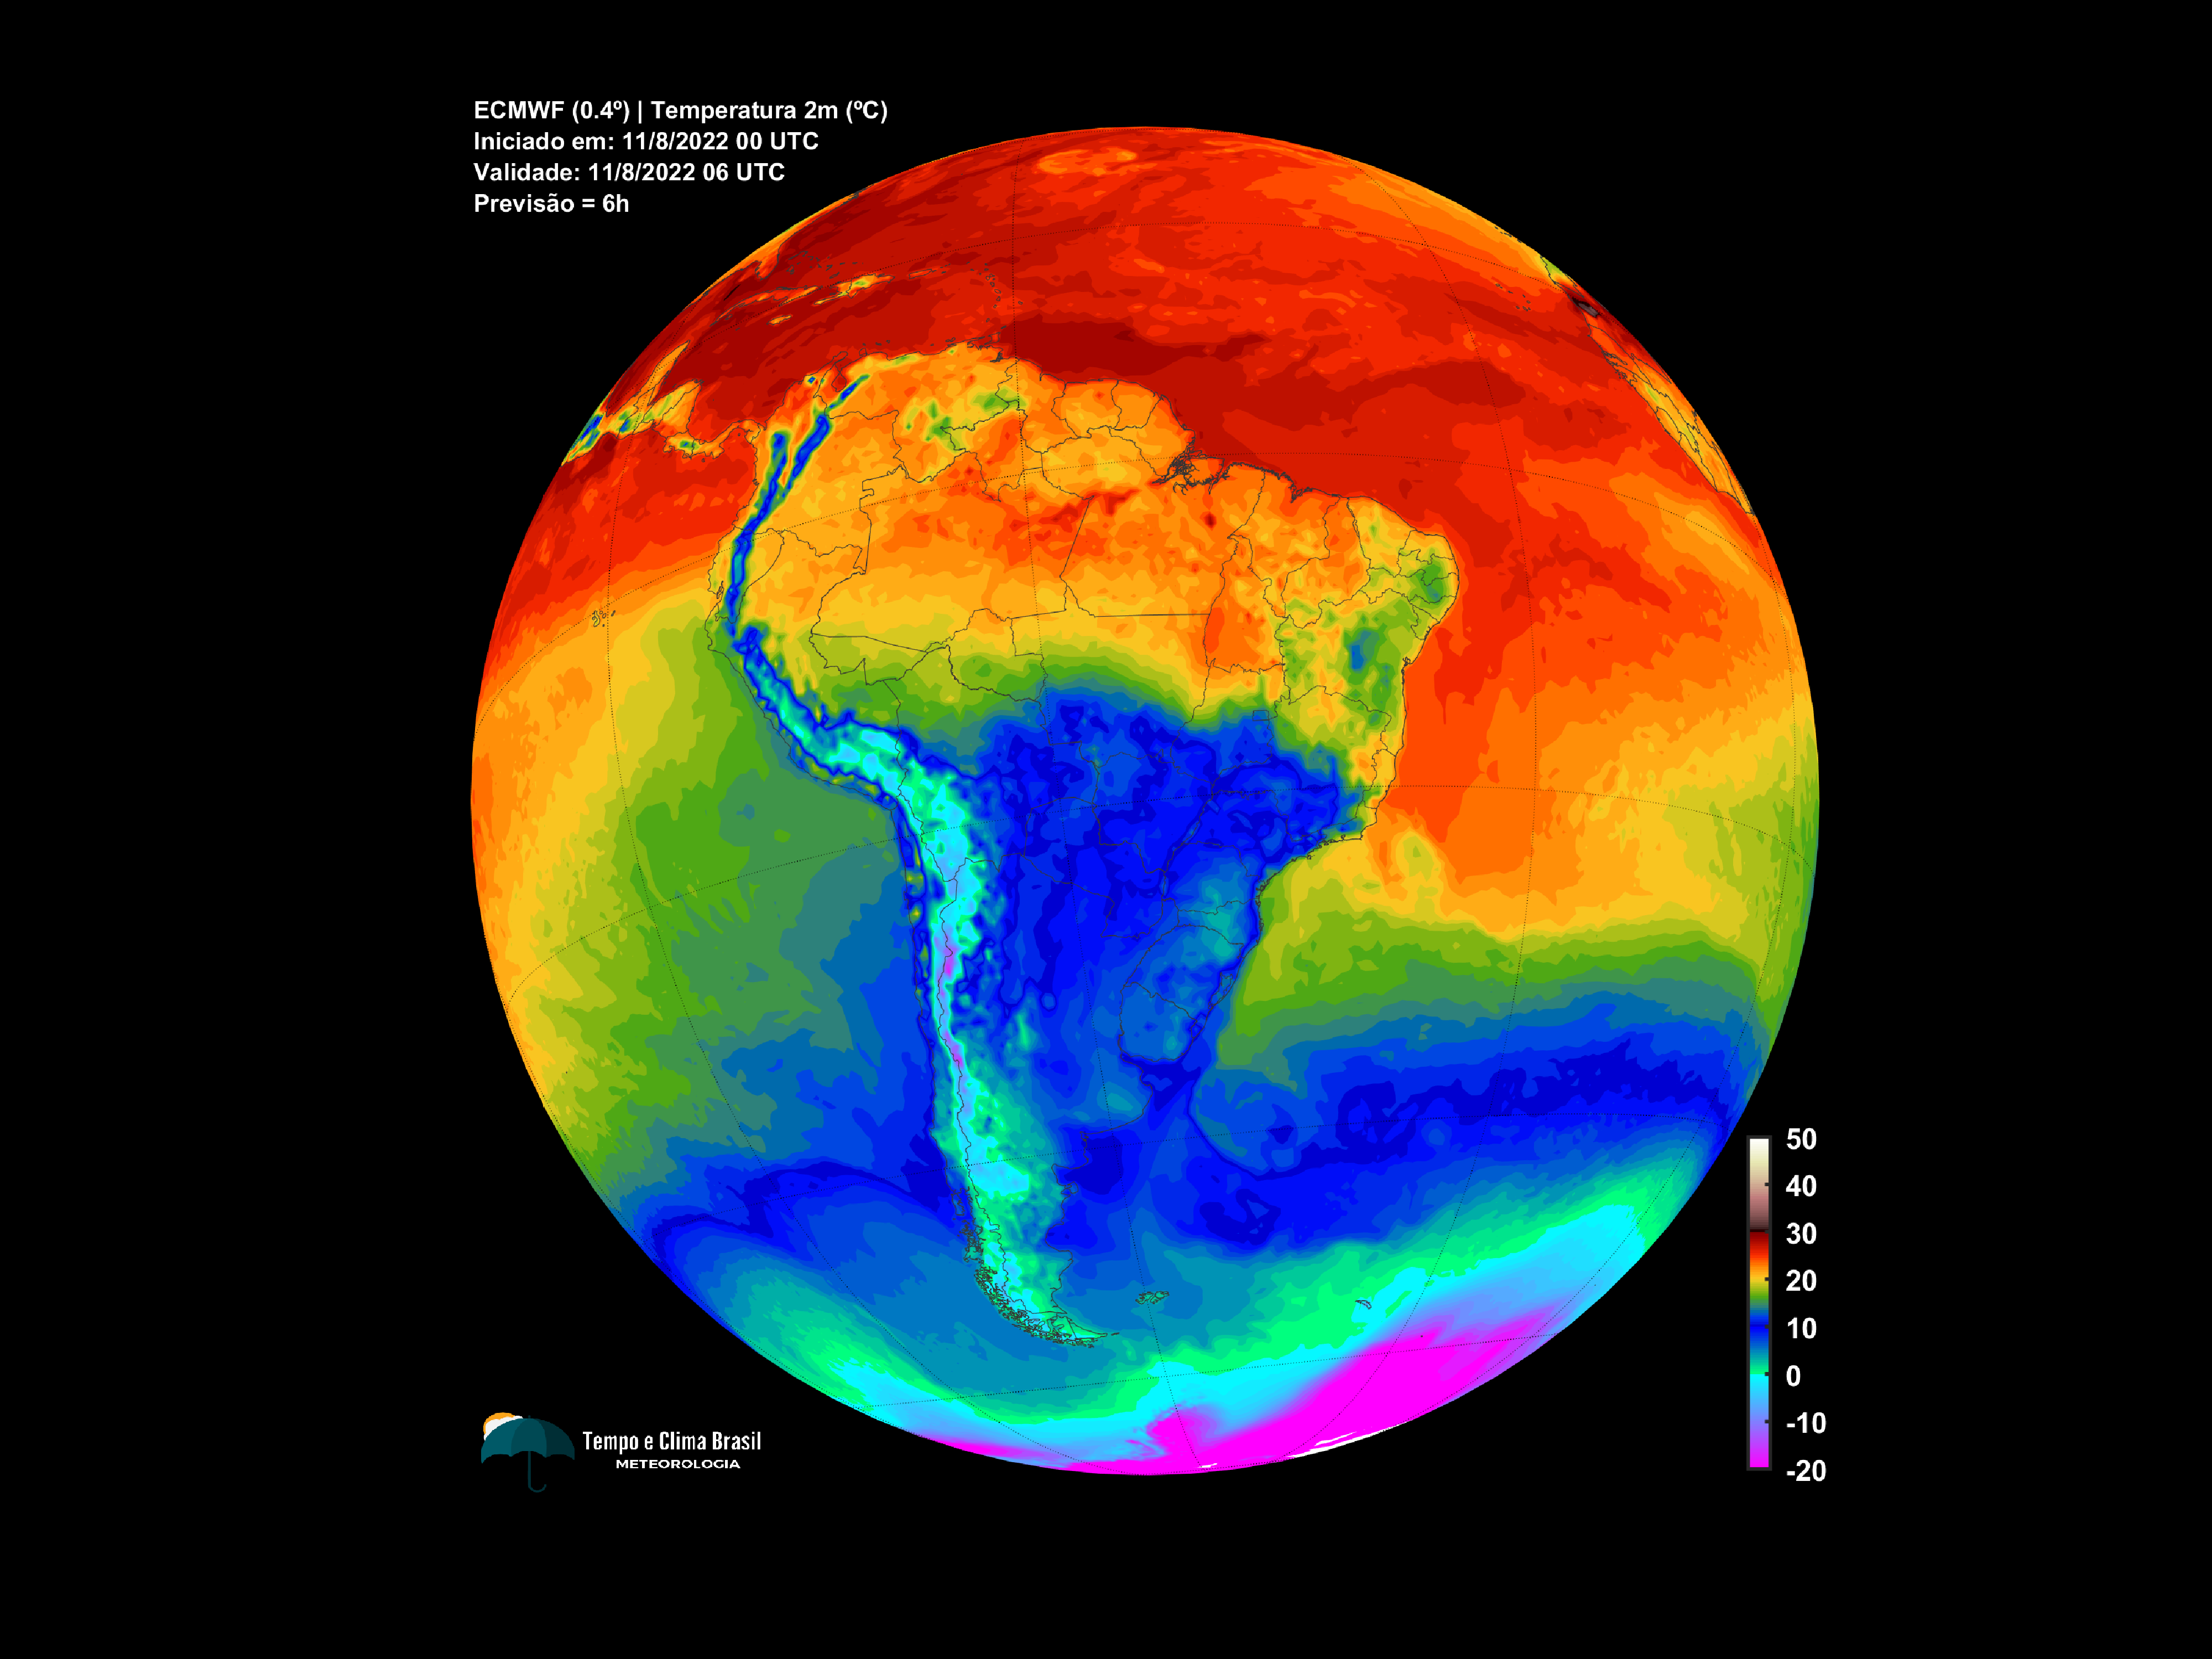 ECMWF (0.4º) | Temperatura 2m (ºC)
Iniciado em: 11/8/2022 00 UTC
Validade: 11/8/2022 06 UTC
Previsão = 6h
50
40
30
20
10
0
-10
-20
Tempo e Clima Brasil
METEOROLOGIA